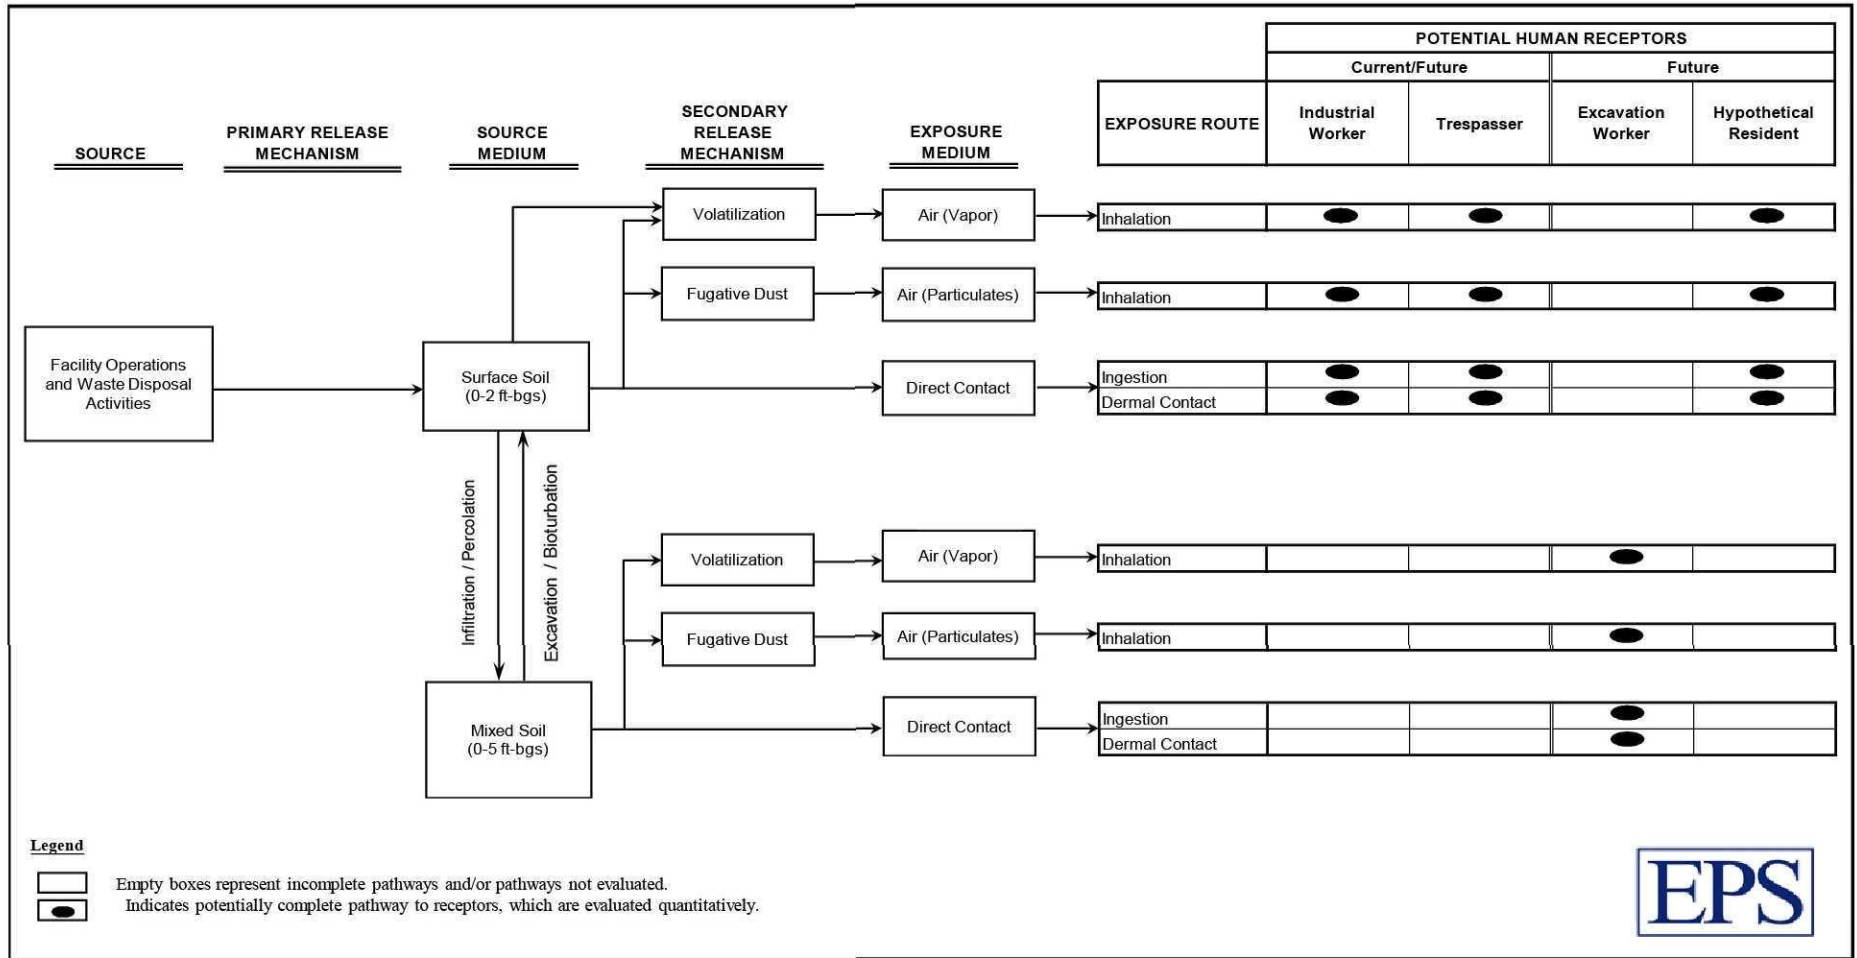 POTENTIAL HUMAN RECEPTORS
Current/Future
Future
SOURCE
PRIMARY RELEASE
MECHANISM
SOURCE
MEDIUM
SECONDARY
RELEASE
MECHANISM
EXPOSURE
MEDIUM
EXPOSURE ROUTE
Industrial
Worker
Trespasser
Excavation
Worker
Hypothetical
Resident
Volatilization
Air (Vapor)
Inhalation
Fugative Dust
Air (Particulates)
Inhalation
Facility Operations
and Waste Disposal
Activities
Surface Soil
(0-2 ft-bgs)
Direct Contact
Ingestion
Dermal Contact
Infiltration / Percolation
Excavation / Bioturbation
Volatilization
Air (Vapor)
Inhalation
Fugative Dust
Air (Particulates)
Inhalation
Mixed Soil
(0-5 ft-bgs)
Direct Contact
Ingestion
Dermal Contact
Legend
Empty boxes represent incomplete pathways and/or pathways not evaluated.
Indicates potentially complete pathway to receptors, which are evaluated quantitatively.
EPS